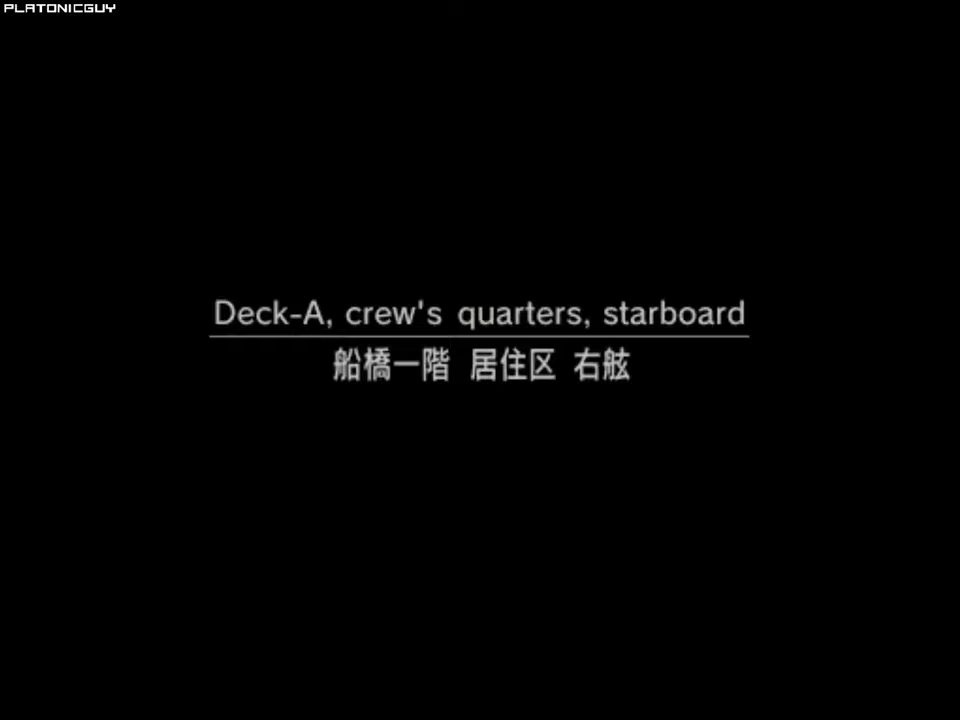 PLATONICGUY
Deck-A, crew's quarters, starboard
船橋一階 居住区 右舷